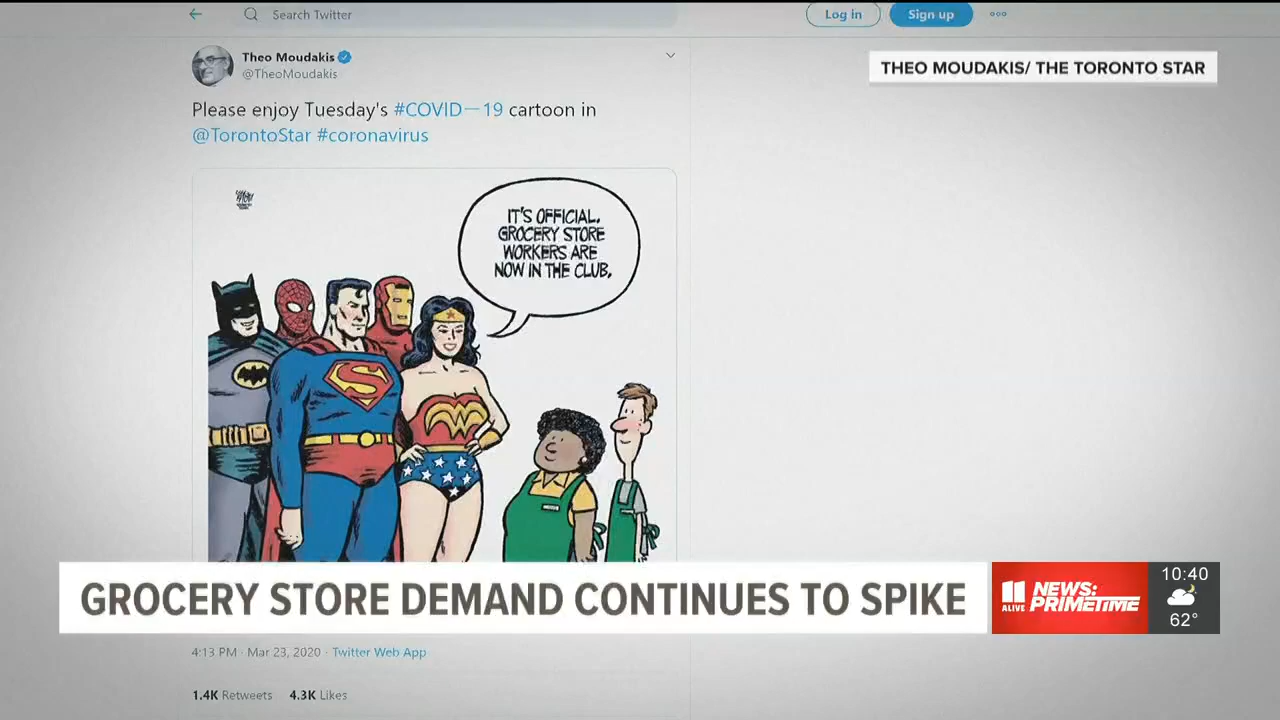 Search Twitter
Log in
Sign up
Theo Moudakis
@TheoMoudakis
THEO MOUDAKIS/ THE TORONTO STAR
Please enjoy Tuesday's #COVID—19 cartoon in
@TorontoStar #coronavirus
IT'S OFFICIAL.
GROCERY STORE
WORKERS ARE
NOW IN THE CLUB.
GROCERY STORE DEMAND CONTINUES TO SPIKE
11
ALIVE
NEWS:
PRIMETIME
10:40
62°
4:13 PM · Mar 23, 2020 · Twitter Web App
1.4K Retweets 4.3K Likes